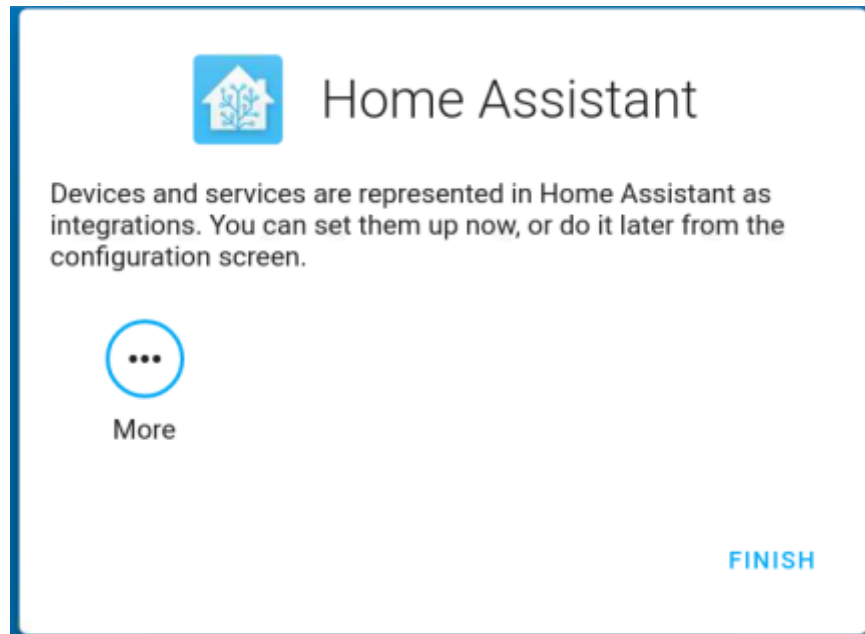 Home Assistant
Devices and services are represented in Home Assistant as
integrations. You can set them up now, or do it later from the
configuration screen.
More
FINISH